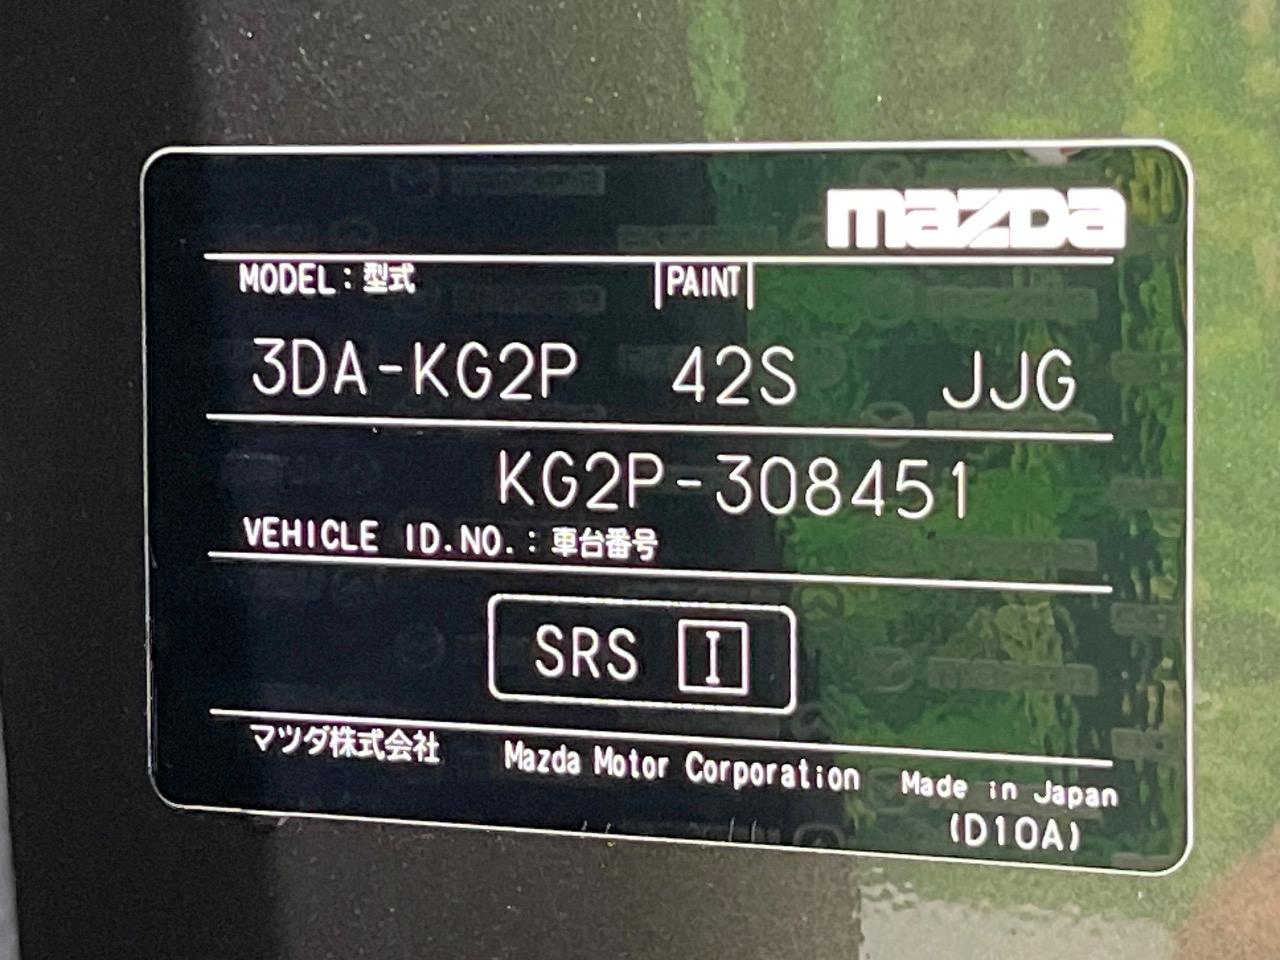 mazda
MODEL：型式 PAINT
3DA-KG2P 42S JJG
KG2P-308451
VEHICLE ID.NO.：車台番号
SRS I
マツダ株式会社 Mazda Motor Corporation Made in Japan
(D10A)